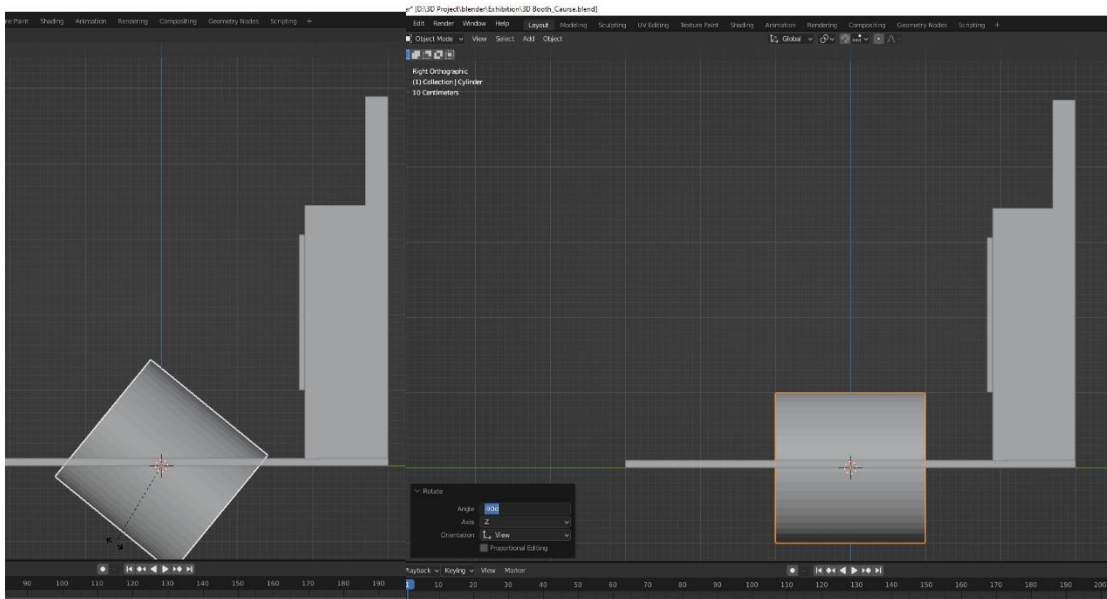 re Paint Shading Animation Rendering Compositing Geometry Nodes Scripting +
90 100 110 120 130 140 150 160 170 180 190
er* [D:\3D Project\blender\Exhibition\3D Booth_Caurse.blend]
Edit Render Window Help Layout Modeling Sculpting UV Editing Texture Paint Shading Animation Rendering Compositing Geometry Nodes Scripting +
Object Mode View Select Add Object Global
Right Orthographic
(1) Collection | Cylinder
10 Centimeters
Rotate
Angle
Axis Z
Orientation View
Proportional Editing
Playback Keying View Marker
1 10 20 30 40 50 60 70 80 90 100 110 120 130 140 150 160 170 180 190 200